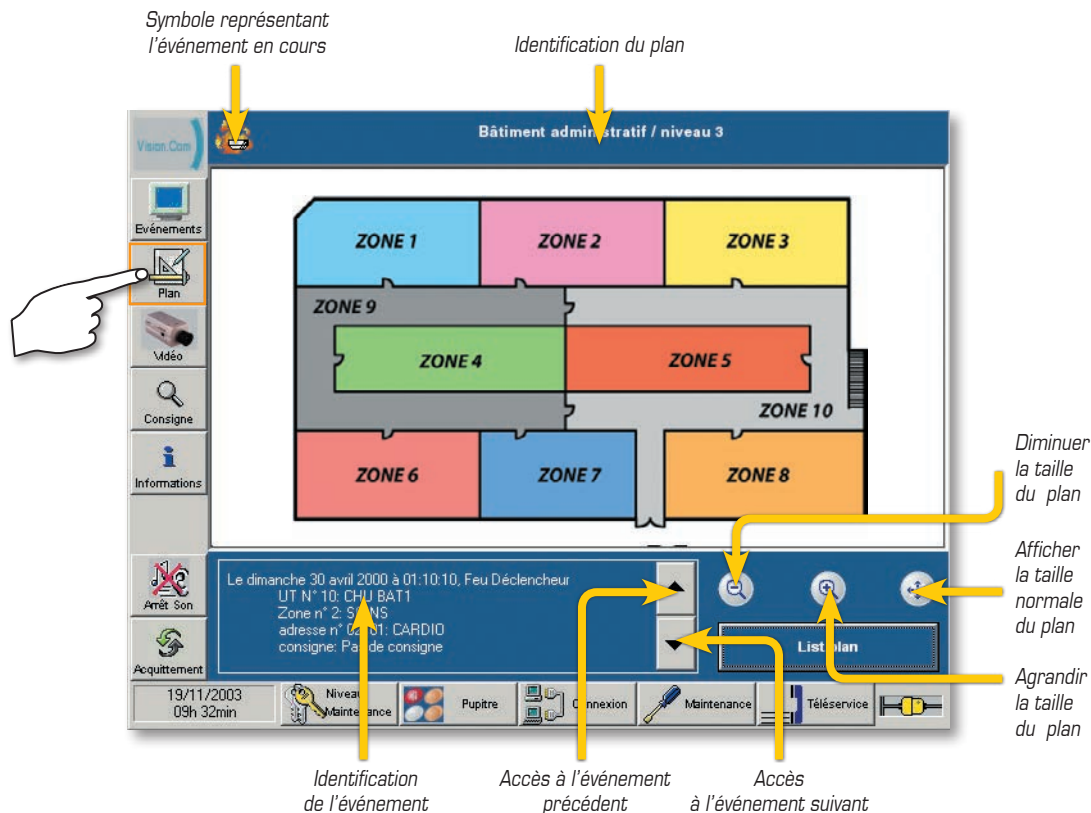 Symbole représentant
l'événement en cours
Identification du plan
Vision.Com
Bâtiment administratif / niveau 3
Evénements
Plan
Vidéo
Consigne
Informations
Arrêt Son
Acquittement
ZONE 1
ZONE 2
ZONE 3
ZONE 9
ZONE 4
ZONE 5
ZONE 10
ZONE 6
ZONE 7
ZONE 8
Le dimanche 30 avril 2000 à 01:10:10, Feu Déclencheur
UT N° 10: CHU BAT1
Zone n° 2:
adresse n° : CARDIO
consigne: Pas de consigne
List plan
19/11/2003
09h 32min
Niveau
Maintenance
Pupitre
Connexion
Maintenance
Téléservice
Diminuer
la taille
du plan
Afficher
la taille
normale
du plan
Agrandir
la taille
du plan
Identification
de l'événement
Accès à l'événement
précédent
Accès
à l'événement suivant